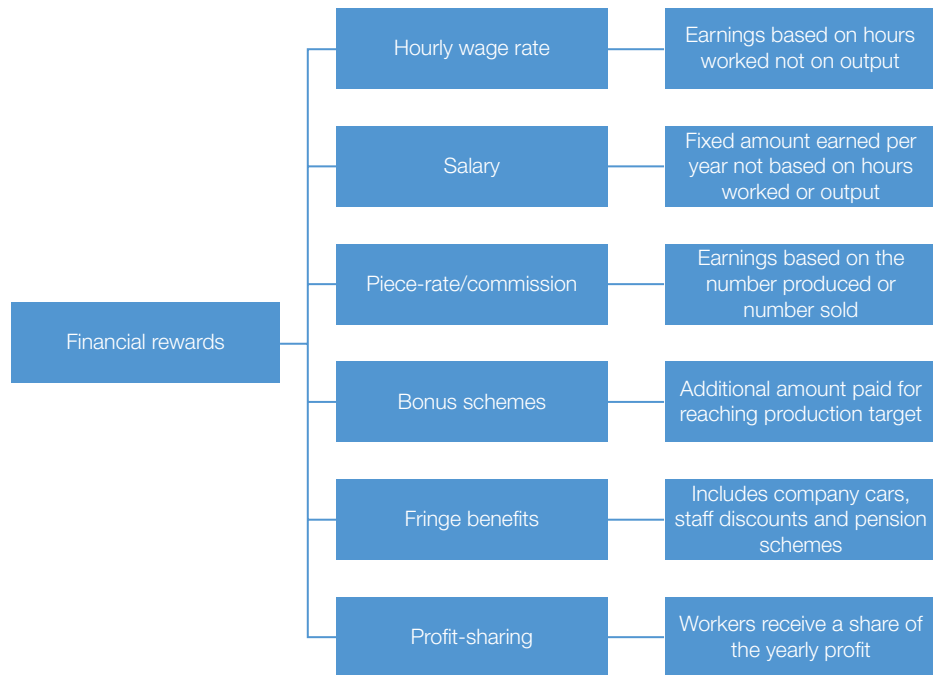 Financial rewards
Hourly wage rate
Earnings based on hours
worked not on output
Salary
Fixed amount earned per
year not based on hours
worked or output
Piece-rate/commission
Earnings based on the
number produced or
number sold
Bonus schemes
Additional amount paid for
reaching production target
Fringe benefits
Includes company cars,
staff discounts and pension
schemes
Profit-sharing
Workers receive a share of
the yearly profit